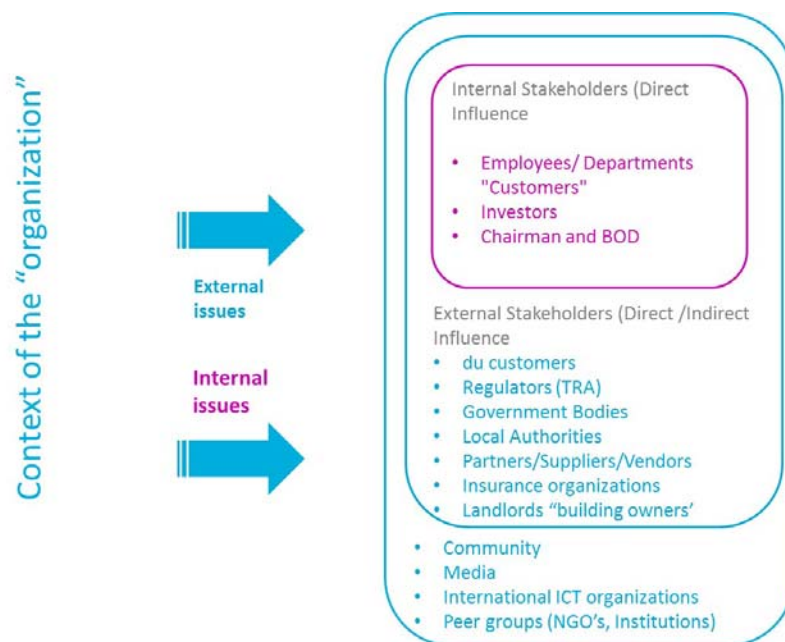 Context of the “organization”
External
issues
Internal
issues
Internal Stakeholders (Direct
Influence
• Employees/ Departments
"Customers"
• Investors
• Chairman and BOD
External Stakeholders (Direct /Indirect
Influence
• du customers
• Regulators (TRA)
• Government Bodies
• Local Authorities
• Partners/Suppliers/Vendors
• Insurance organizations
• Landlords “building owners’
• Community
• Media
• International ICT organizations
• Peer groups (NGO’s, Institutions)